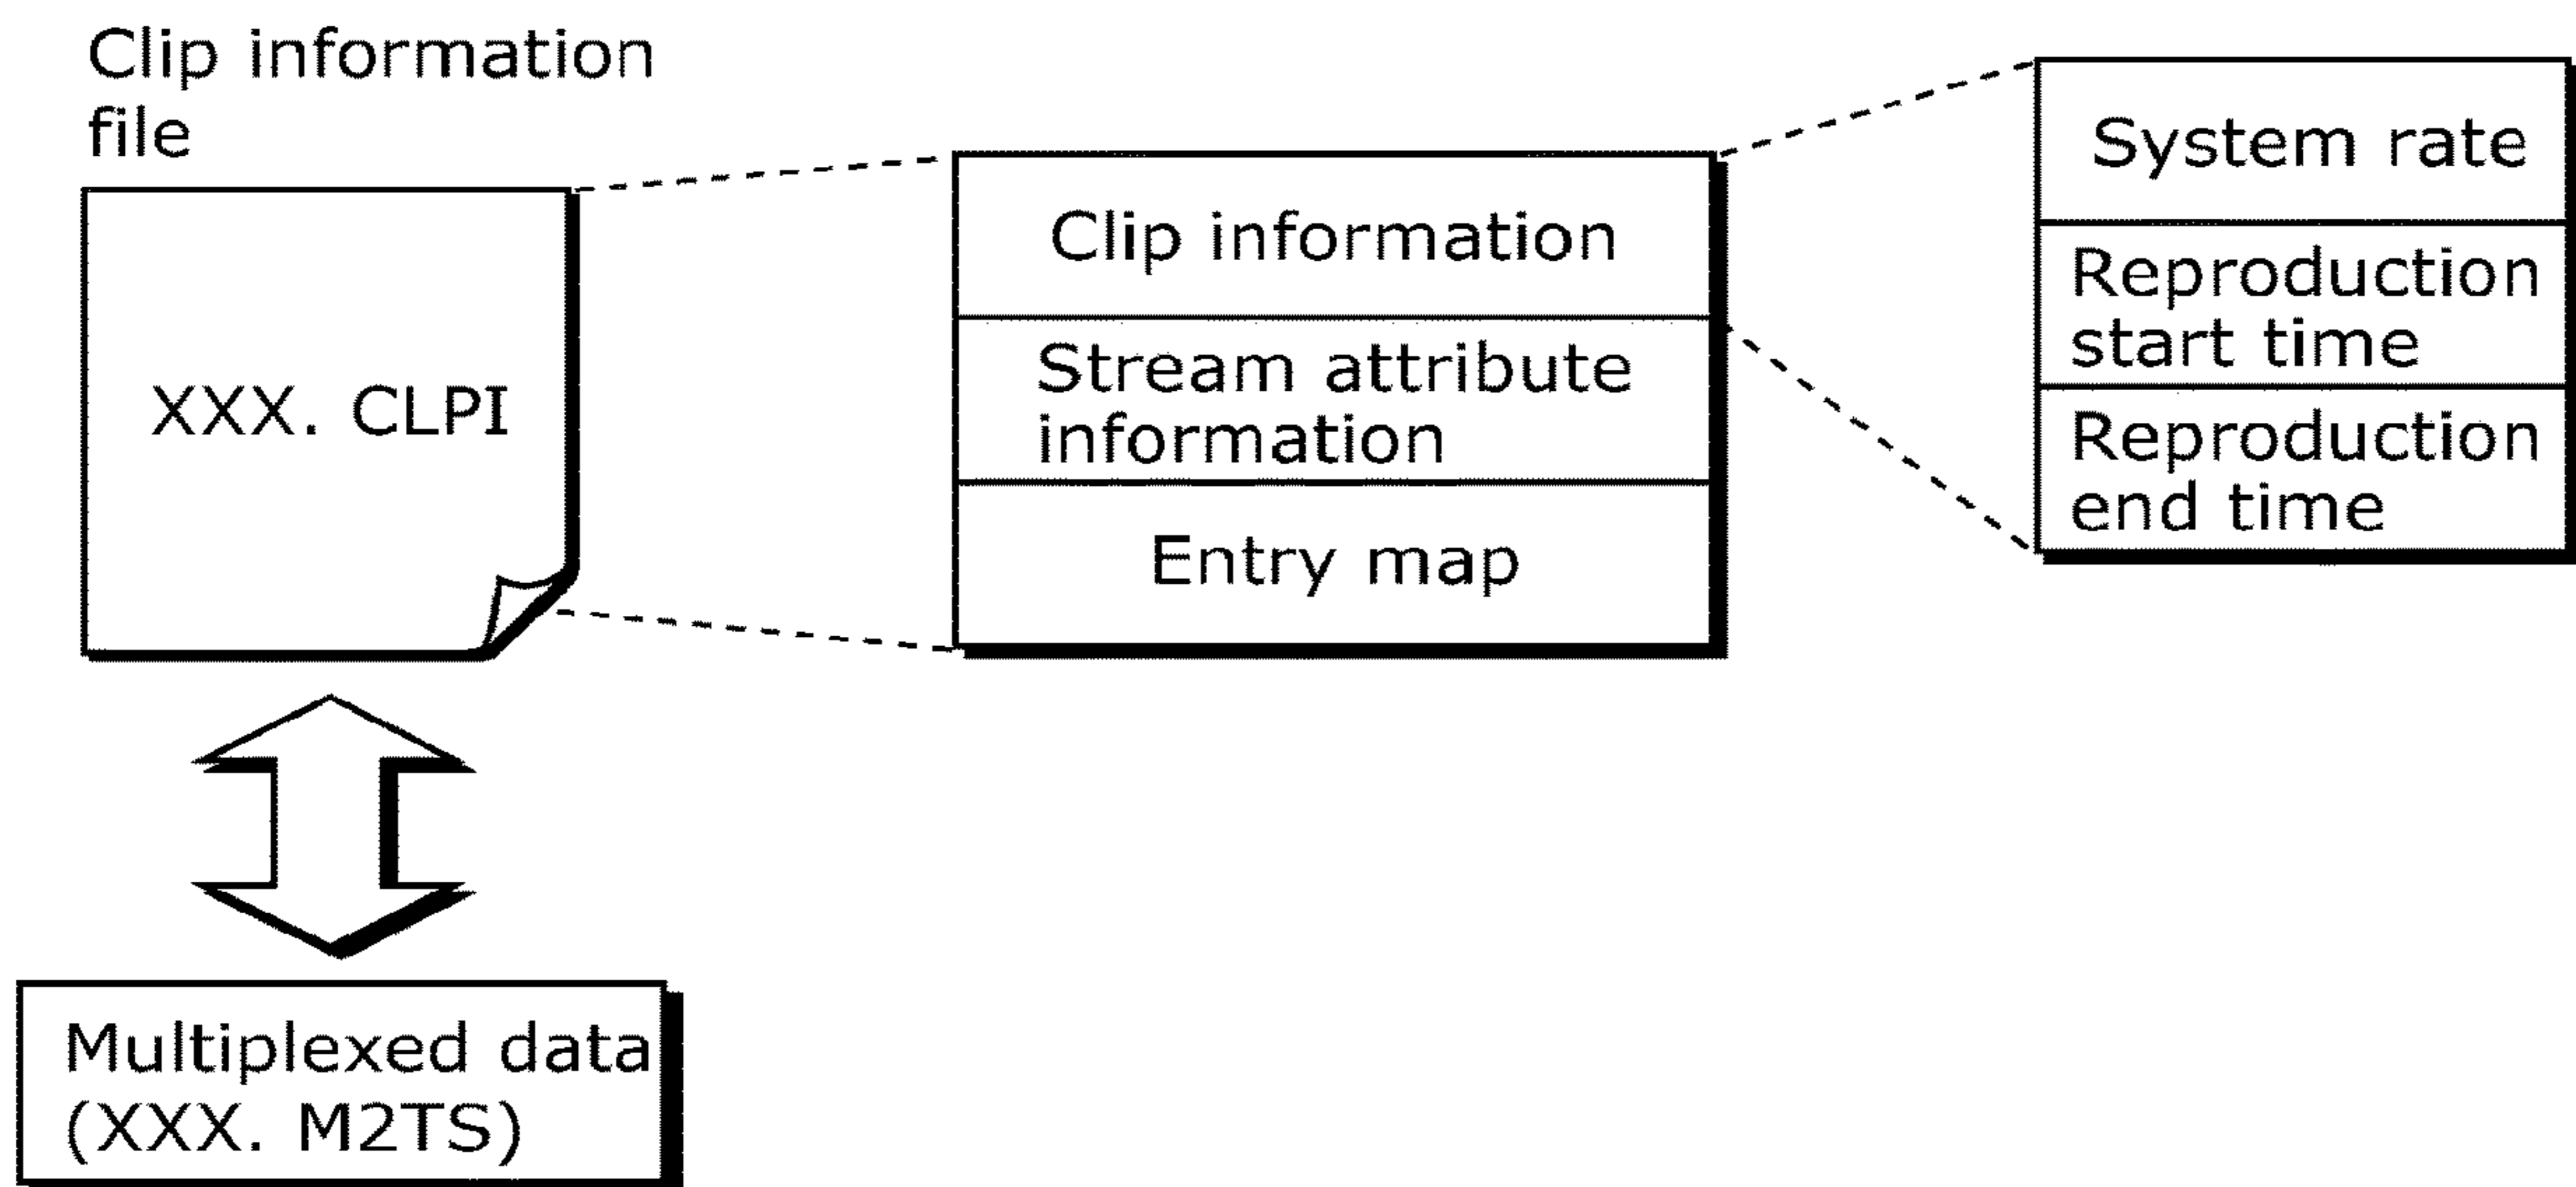 Clip information
file
XXX. CLPI
Multiplexed data
(XXX. M2TS)
Clip information
Stream attribute
information
Entry map
System rate
Reproduction
start time
Reproduction
end time